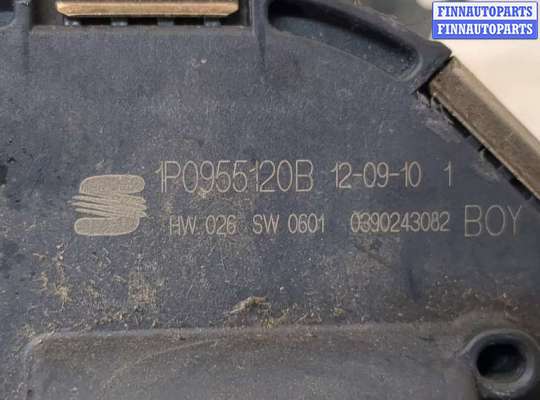 FINNAUTOPARTS
FINNAUTOPARTS
1P0955120B 12-09-10 1
HW 026 SW 0601 0390243082 BOY